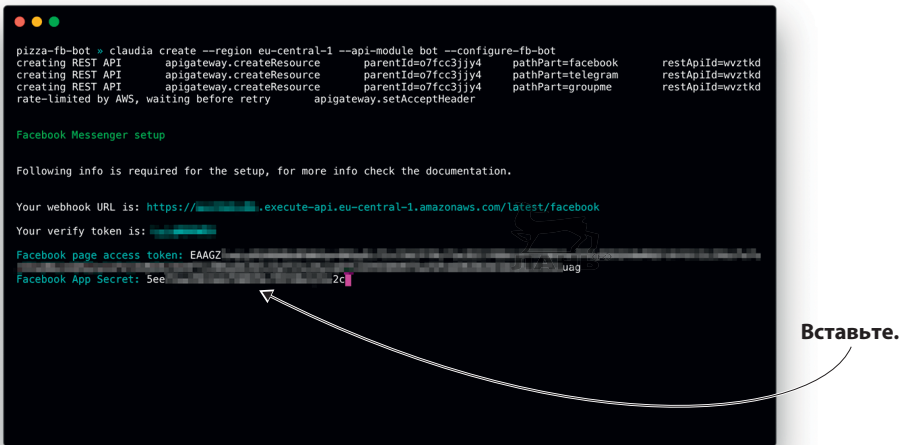 pizza-fb-bot » claudia create --region eu-central-1 --api-module bot --configure-fb-bot
creating REST API apigateway.createResource parentId=o7fcc3jjy4 pathPart=facebook restApiId=wvztkd
creating REST API apigateway.createResource parentId=o7fcc3jjy4 pathPart=telegram restApiId=wvztkd
creating REST API apigateway.createResource parentId=o7fcc3jjy4 pathPart=groupme restApiId=wvztkd
rate-limited by AWS, waiting before retry apigateway.setAcceptHeader
Facebook Messenger setup
Following info is required for the setup, for more info check the documentation.
Your webhook URL is: https:// .execute-api.eu-central-1.amazonaws.com/latest/facebook
Your verify token is:
Facebook page access token: EAAGZ
uag
Facebook App Secret: 5ee 2c
Вставьте.